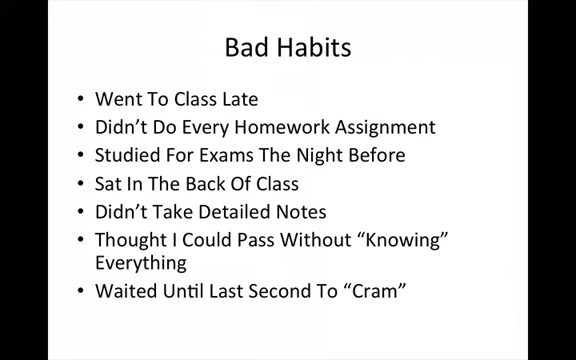 Bad Habits
• Went To Class Late
• Didn't Do Every Homework Assignment
• Studied For Exams The Night Before
• Sat In The Back Of Class
• Didn't Take Detailed Notes
• Thought I Could Pass Without “Knowing”
Everything
• Waited Until Last Second To “Cram”